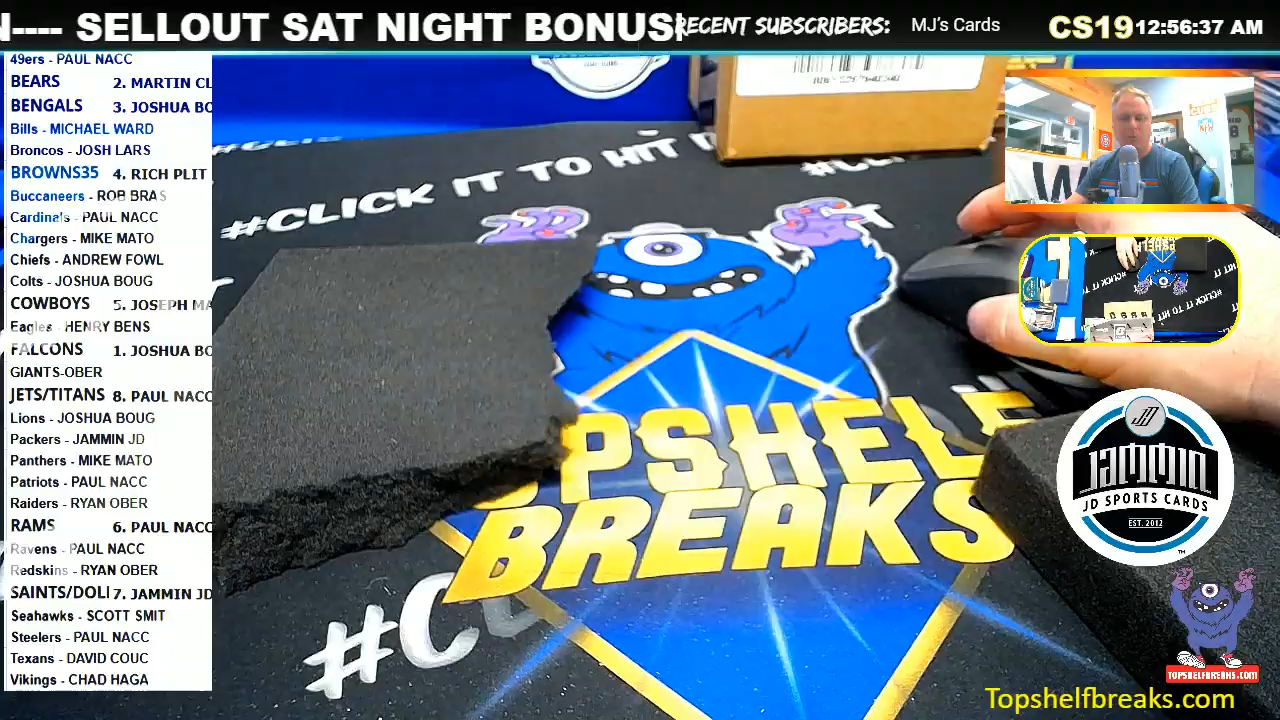 ---- SELLOUT SAT NIGHT BONUS
RECENT SUBSCRIBERS: MJ's Cards
CS19 12:56:37 AM
49ers - PAUL NACC
BEARS 2. MARTIN CL
BENGALS 3. JOSHUA BO
Bills - MICHAEL WARD
Broncos - JOSH LARS
BROWNS35 4. RICH PLIT
Buccaneers - ROB BRAS
Cardinals - PAUL NACC
Chargers - MIKE MATO
Chiefs - ANDREW FOWL
Colts - JOSHUA BOUG
COWBOYS 5. JOSEPH MA
Eagles - HENRY BENS
FALCONS 1. JOSHUA BO
GIANTS-OBER
JETS/TITANS 8. PAUL NACC
Lions - JOSHUA BOUG
Packers - JAMMIN JD
Panthers - MIKE MATO
Patriots - PAUL NACC
Raiders - RYAN OBER
RAMS 6. PAUL NACC
Ravens - PAUL NACC
Redskins - RYAN OBER
SAINTS/DOLI 7. JAMMIN JD
Seahawks - SCOTT SMIT
Steelers - PAUL NACC
Texans - DAVID COUC
Vikings - CHAD HAGA
#CLICK IT TO HIT
PSHELF
BREAKS
#C
JD
JAMMIN
JD SPORTS CARDS
EST. 2012
TM
TOPSHELFBREAKS.COM
Topshelfbreaks.com